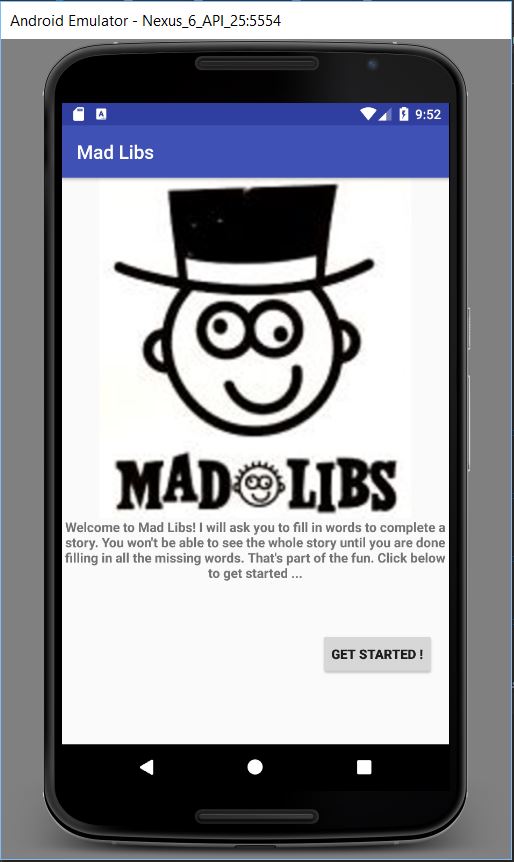 Android Emulator - Nexus_6_API_25:5554
9:52
Mad Libs
MAD LIBS
Welcome to Mad Libs! I will ask you to fill in words to complete a
story. You won't be able to see the whole story until you are done
filling in all the missing words. That's part of the fun. Click below
to get started ...
GET STARTED !